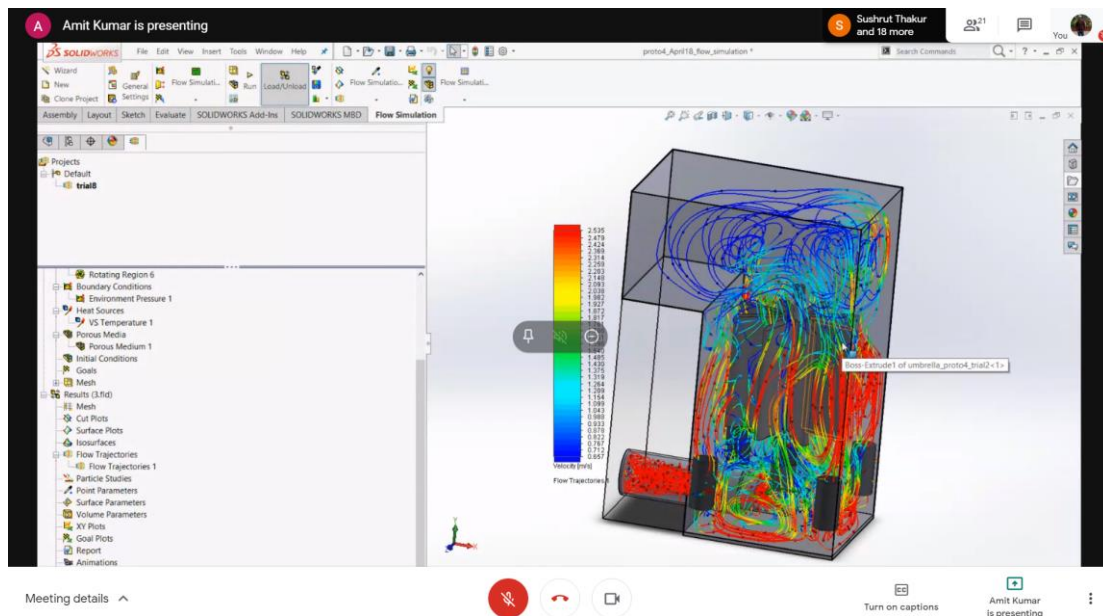 A Amit Kumar is presenting
S Sushrut Thakur
and 18 more
21
You
DS SOLIDWORKS File Edit View Insert Tools Window Help
proto4_April18_flow_simulation *
Search Commands
Wizard
New
Clone Project
General
Settings
Flow Simulati...
Run
Load/Unload
Flow Simulatio...
Flow Simulati...
Assembly Layout Sketch Evaluate SOLIDWORKS Add-Ins SOLIDWORKS MBD Flow Simulation
Projects
Default
trial8
Rotating Region 6
Boundary Conditions
Environment Pressure 1
Heat Sources
VS Temperature 1
Porous Media
Porous Medium 1
Initial Conditions
Goals
Mesh
Results (3.fld)
Mesh
Cut Plots
Surface Plots
Isosurfaces
Flow Trajectories
Flow Trajectories 1
Particle Studies
Point Parameters
Surface Parameters
Volume Parameters
XY Plots
Goal Plots
Report
Animations
2.535
2.479
2.424
2.369
2.314
2.259
2.203
2.148
2.093
2.038
1.982
1.927
1.872
1.817
1.485
1.430
1.375
1.319
1.264
1.209
1.154
1.099
1.043
0.988
0.933
0.878
0.822
0.767
0.712
0.657
Velocity [m/s]
Flow Trajectories 1
Boss-Extrude1 of umbrella_proto4_trial2<1>
Y
X
Meeting details
CC
Turn on captions
Amit Kumar
is presenting